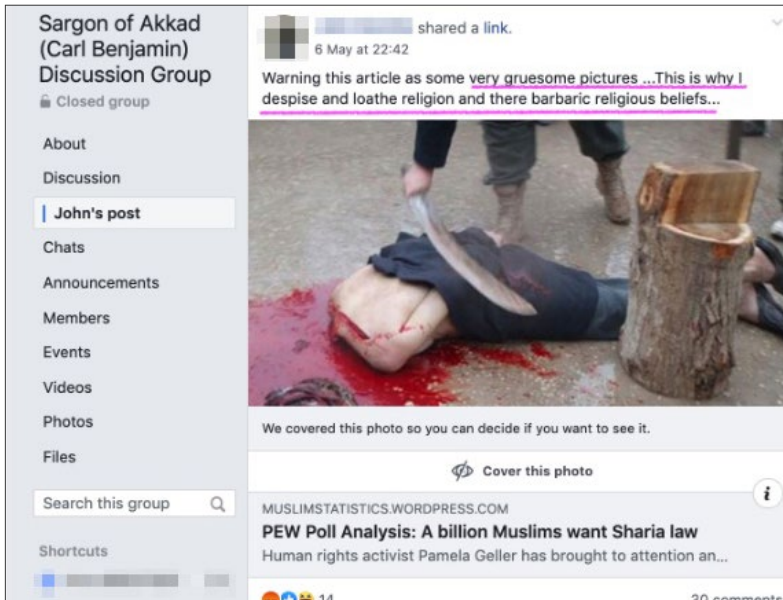 Sargon of Akkad
(Carl Benjamin)
Discussion Group
Closed group
About
Discussion
John's post
Chats
Announcements
Members
Events
Videos
Photos
Files
Search this group
Shortcuts
shared a link.
6 May at 22:42
Warning this article as some very gruesome pictures ...This is why I
despise and loathe religion and there barbaric religious beliefs...
We covered this photo so you can decide if you want to see it.
Cover this photo
i
MUSLIMSTATISTICS.WORDPRESS.COM
PEW Poll Analysis: A billion Muslims want Sharia law
Human rights activist Pamela Geller has brought to attention an...
14
30 comments